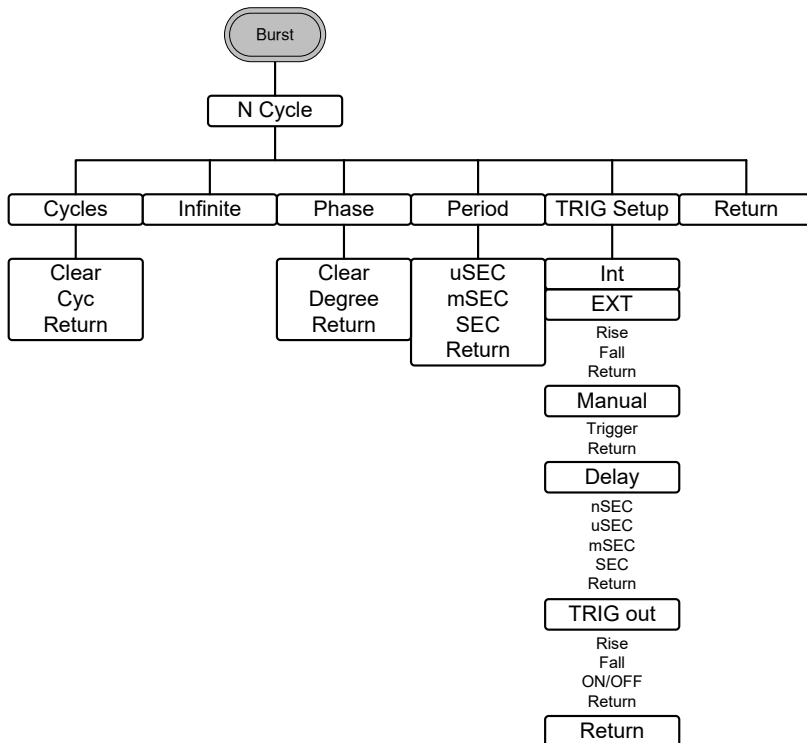 Burst
N Cycle
Cycles
Infinite
Phase
Period
TRIG Setup
Return
Clear
Cyc
Return
Clear
Degree
Return
uSEC
mSEC
SEC
Return
Int
EXT
Rise
Fall
Return
Manual
Trigger
Return
Delay
nSEC
uSEC
mSEC
SEC
Return
TRIG out
Rise
Fall
ON/OFF
Return
Return